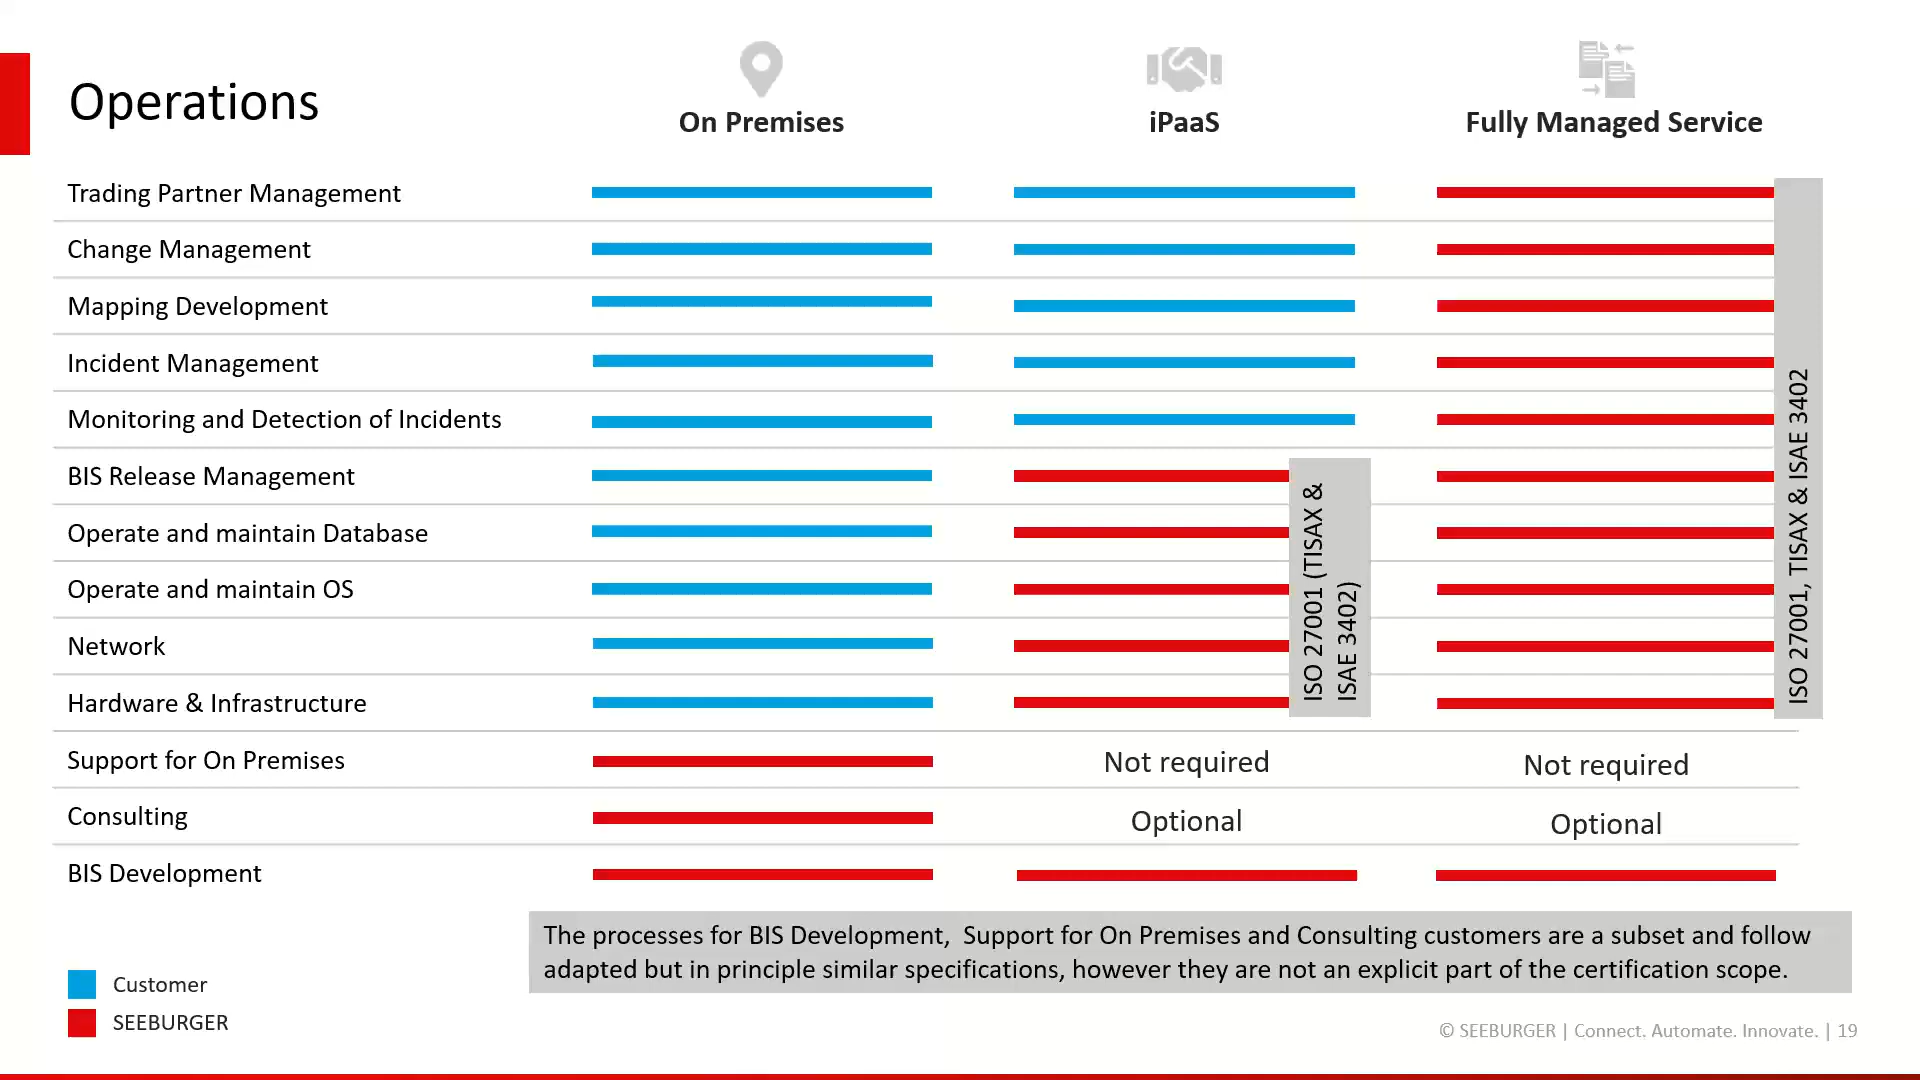 Operations
On Premises
iPaaS
Fully Managed Service
Trading Partner Management
Change Management
Mapping Development
Incident Management
Monitoring and Detection of Incidents
BIS Release Management
Operate and maintain Database
Operate and maintain OS
Network
Hardware & Infrastructure
ISO 27001 (TISAX &
ISAE 3402)
ISO 27001, TISAX & ISAE 3402
Support for On Premises
Not required
Not required
Consulting
Optional
Optional
BIS Development
The processes for BIS Development,  Support for On Premises and Consulting customers are a subset and follow
adapted but in principle similar specifications, however they are not an explicit part of the certification scope.
Customer
SEEBURGER
© SEEBURGER | Connect. Automate. Innovate. | 19